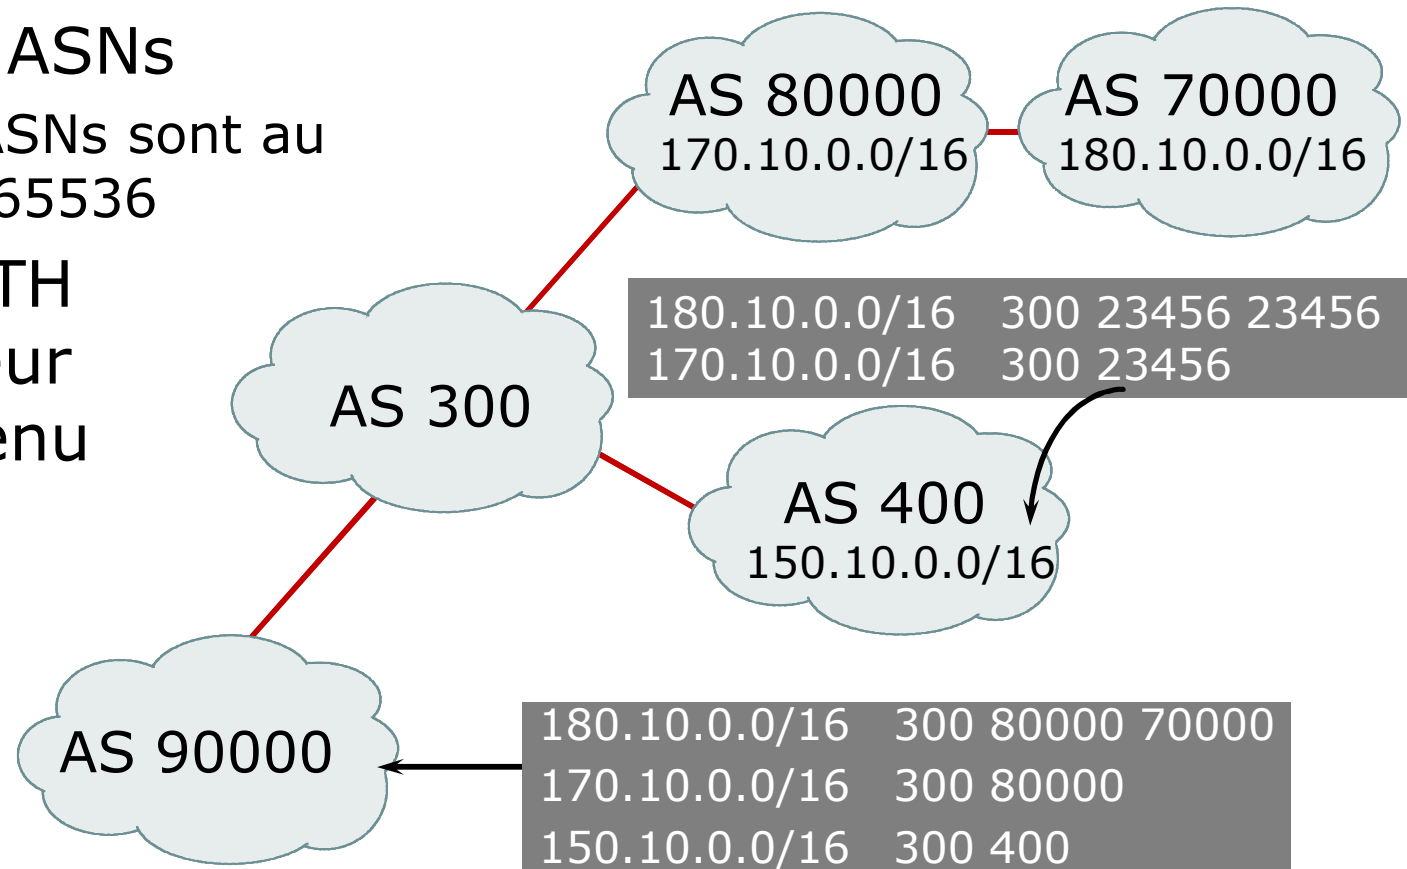 ASNs
ASNs sont au
65536
TH
eur
enu
AS 80000
170.10.0.0/16
AS 70000
180.10.0.0/16
180.10.0.0/16 300 23456 23456
170.10.0.0/16 300 23456
AS 300
AS 400
150.10.0.0/16
AS 90000
180.10.0.0/16 300 80000 70000
170.10.0.0/16 300 80000
150.10.0.0/16 300 400